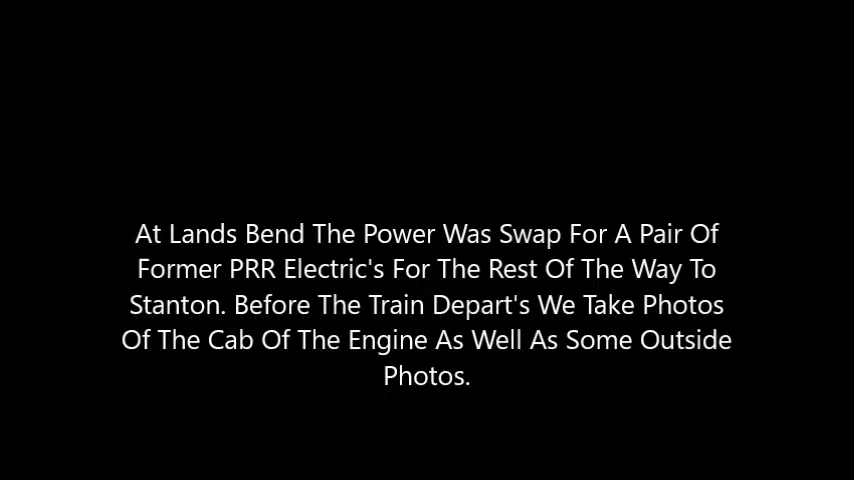 At Lands Bend The Power Was Swap For A Pair Of
Former PRR Electric's For The Rest Of The Way To
Stanton. Before The Train Depart's We Take Photos
Of The Cab Of The Engine As Well As Some Outside
Photos.